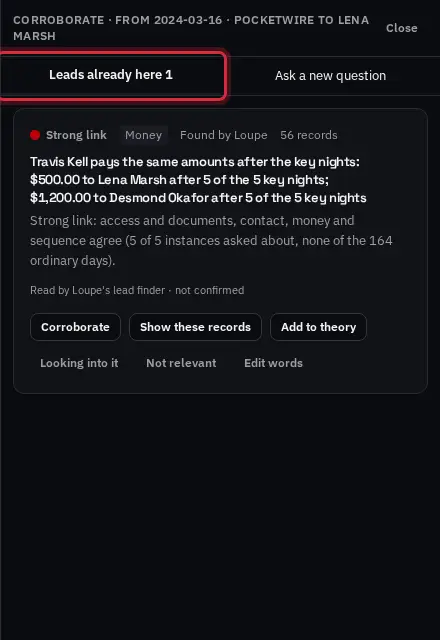 CORROBORATE · FROM 2024-03-16 · POCKETWIRE TO LENA
MARSH
Close
Leads already here 1
Ask a new question
Strong link Money Found by Loupe 56 records
Travis Kell pays the same amounts after the key nights:
$500.00 to Lena Marsh after 5 of the 5 key nights;
$1,200.00 to Desmond Okafor after 5 of the 5 key nights
Strong link: access and documents, contact, money and
sequence agree (5 of 5 instances asked about, none of the 164
ordinary days).
Read by Loupe's lead finder · not confirmed
Corroborate Show these records Add to theory
Looking into it Not relevant Edit words